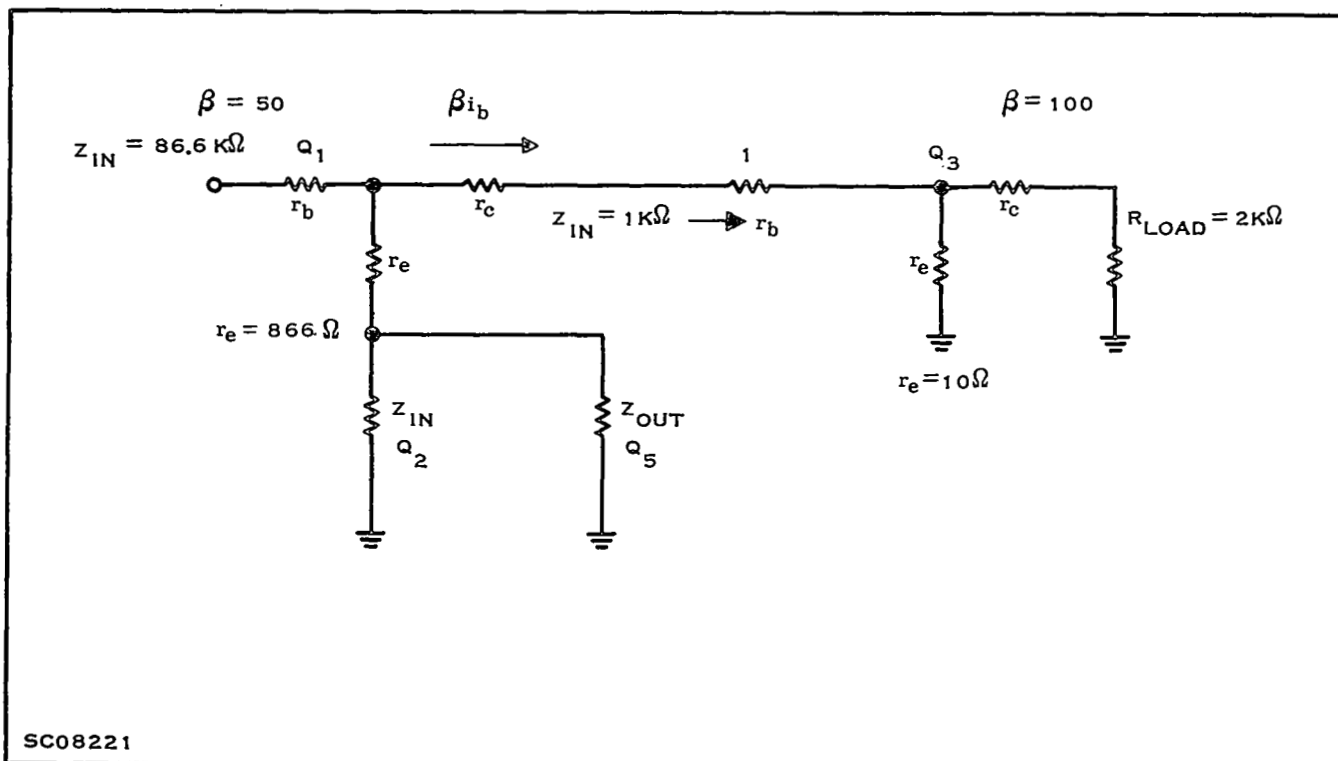 β = 50
βi_b
β = 100
Z_IN = 86.6 KΩ
Q_1
1
Q_3
r_b
r_c
Z_IN = 1KΩ
r_b
r_c
R_LOAD = 2KΩ
r_e
r_e
r_e = 866 Ω
r_e = 10Ω
Z_IN
Q_2
Z_OUT
Q_5
SC08221